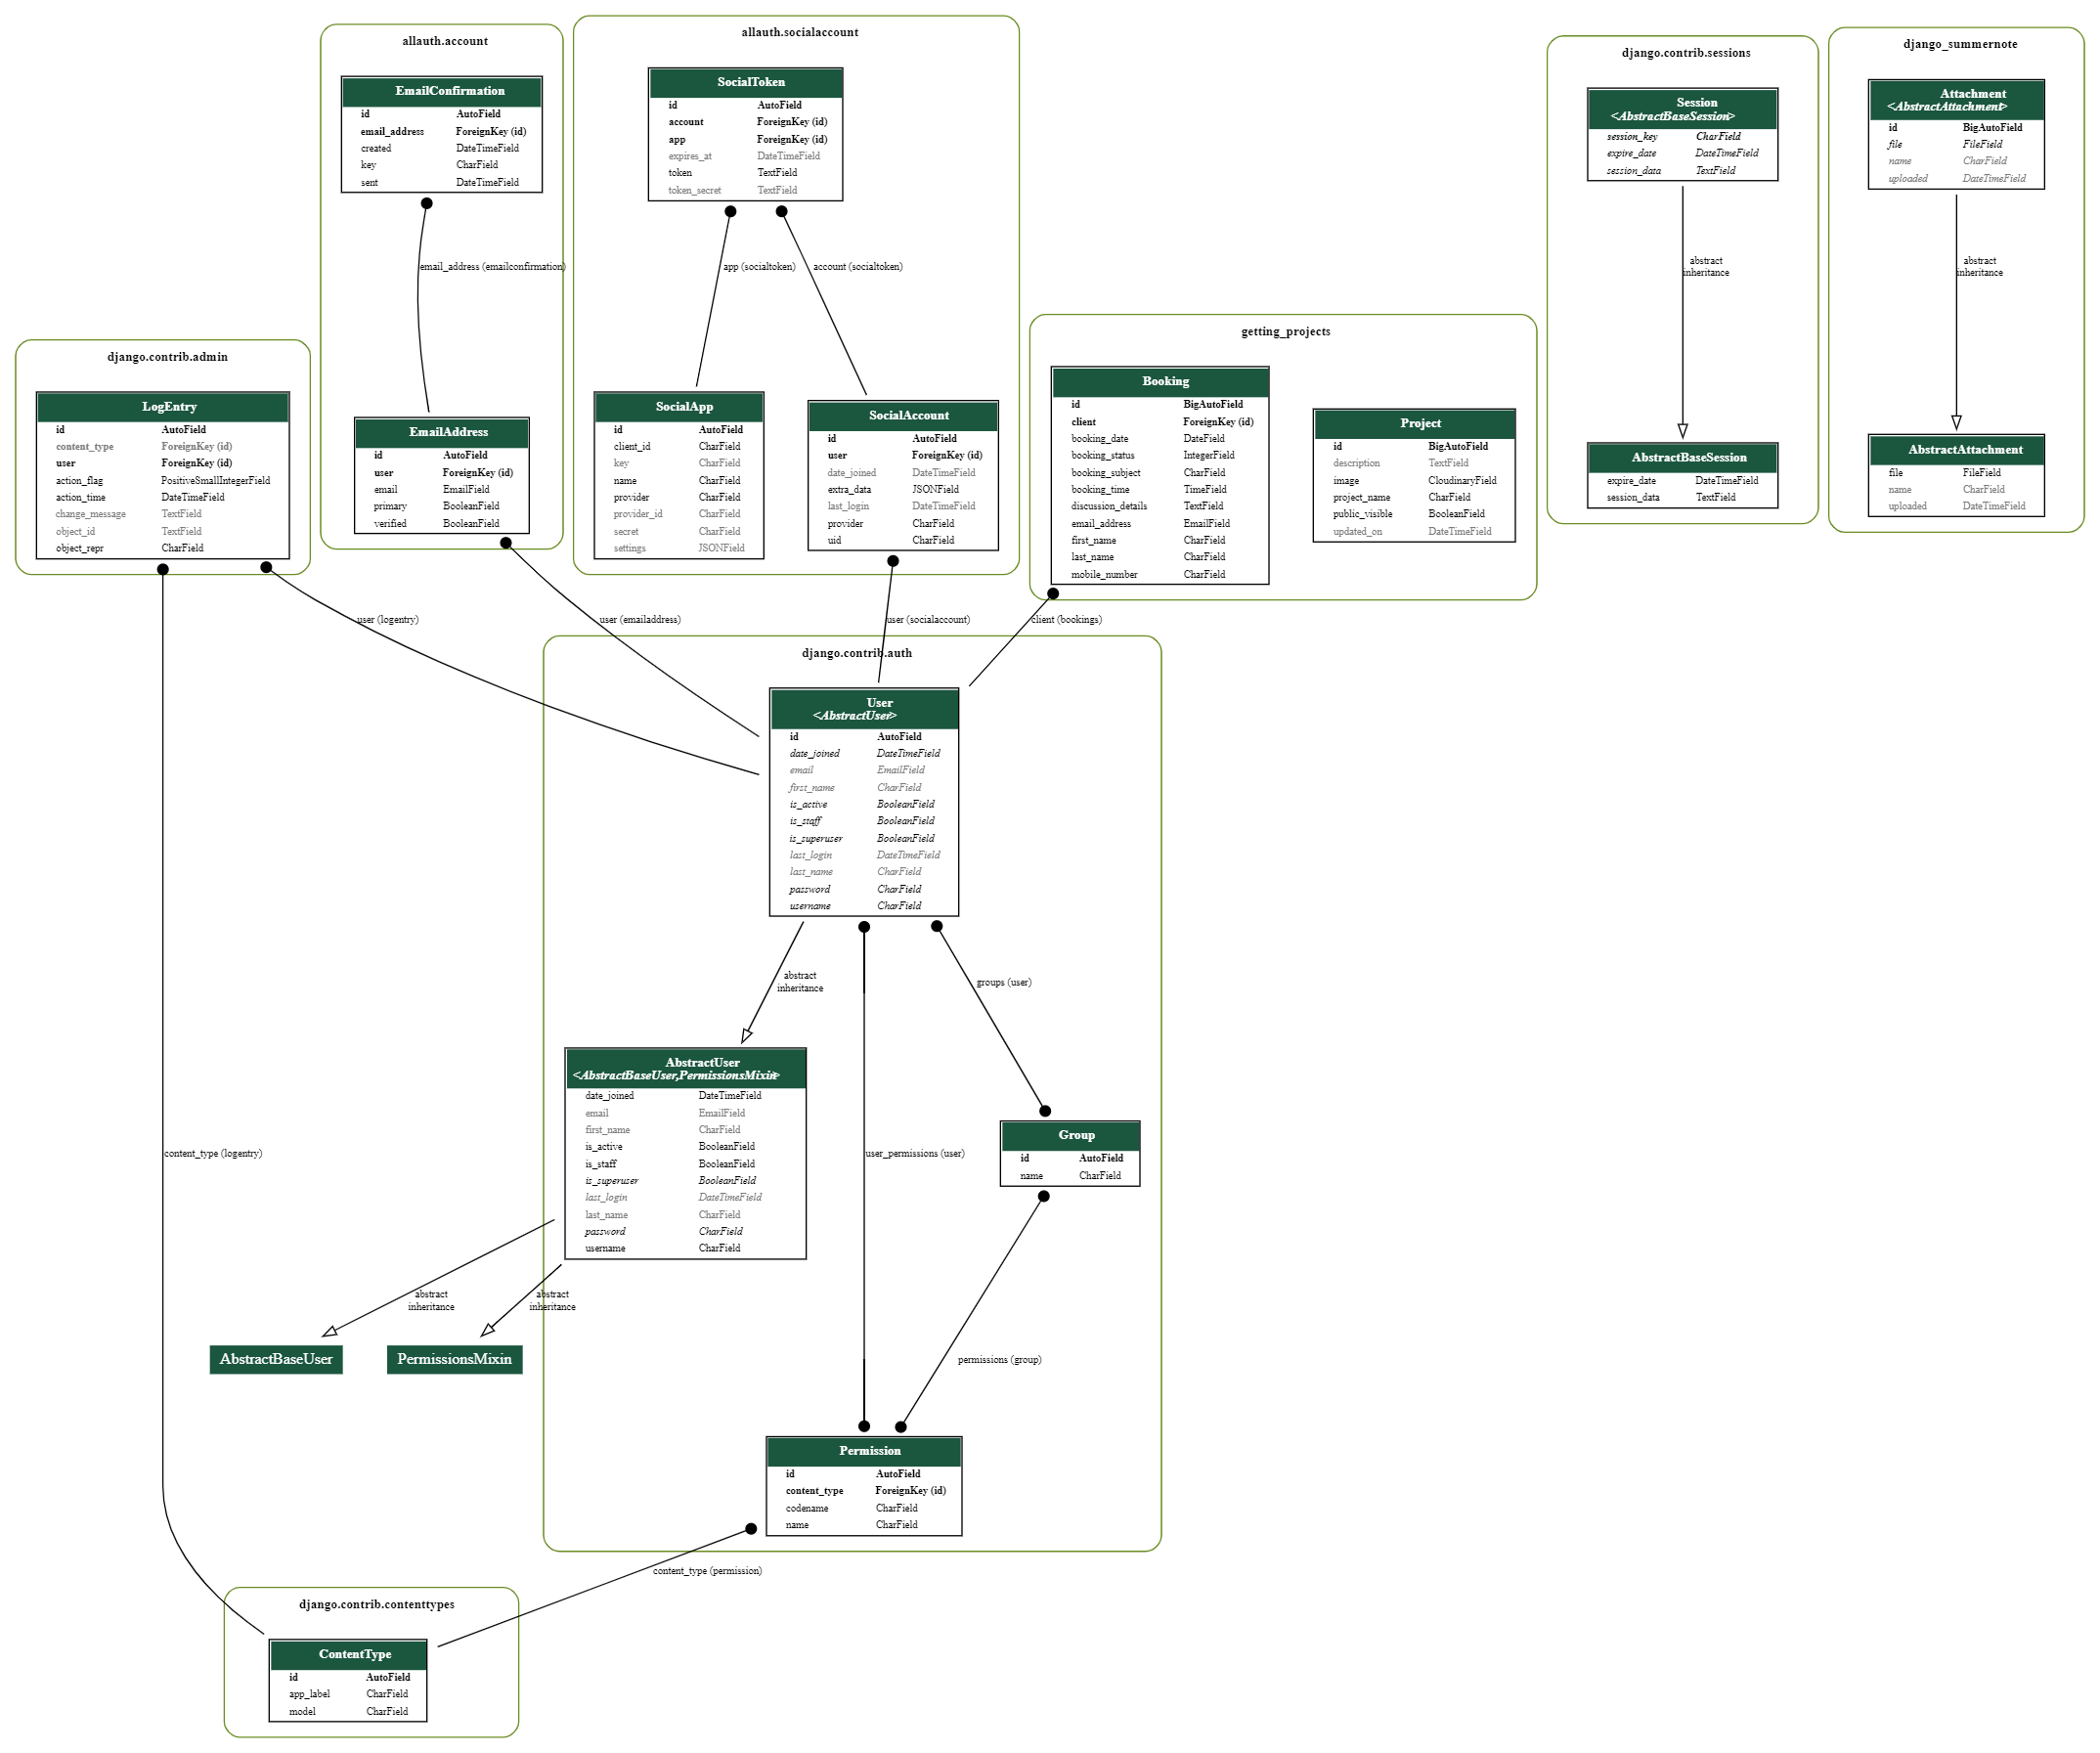 allauth.account
EmailConfirmation
id AutoField
email_address ForeignKey (id)
created DateTimeField
key CharField
sent DateTimeField
email_address (emailconfirmation)
EmailAddress
id AutoField
user ForeignKey (id)
email EmailField
primary BooleanField
verified BooleanField
allauth.socialaccount
SocialToken
id AutoField
account ForeignKey (id)
app ForeignKey (id)
expires_at DateTimeField
token TextField
token_secret TextField
app (socialtoken)
account (socialtoken)
SocialApp
id AutoField
client_id CharField
key CharField
name CharField
provider CharField
provider_id CharField
secret CharField
settings JSONField
SocialAccount
id AutoField
user ForeignKey (id)
date_joined DateTimeField
extra_data JSONField
last_login DateTimeField
provider CharField
uid CharField
django.contrib.sessions
Session
<AbstractBaseSession>
session_key CharField
expire_date DateTimeField
session_data TextField
abstract
inheritance
AbstractBaseSession
expire_date DateTimeField
session_data TextField
django_summernote
Attachment
<AbstractAttachment>
id BigAutoField
file FileField
name CharField
uploaded DateTimeField
abstract
inheritance
AbstractAttachment
file FileField
name CharField
uploaded DateTimeField
django.contrib.admin
LogEntry
id AutoField
content_type ForeignKey (id)
user ForeignKey (id)
action_flag PositiveSmallIntegerField
action_time DateTimeField
change_message TextField
object_id TextField
object_repr CharField
getting_projects
Booking
id BigAutoField
client ForeignKey (id)
booking_date DateField
booking_status IntegerField
booking_subject CharField
booking_time TimeField
discussion_details TextField
email_address EmailField
first_name CharField
last_name CharField
mobile_number CharField
Project
id BigAutoField
description TextField
image CloudinaryField
project_name CharField
public_visible BooleanField
updated_on DateTimeField
user (logentry)
user (emailaddress)
user (socialaccount)
client (bookings)
django.contrib.auth
User
<AbstractUser>
id AutoField
date_joined DateTimeField
email EmailField
first_name CharField
is_active BooleanField
is_staff BooleanField
is_superuser BooleanField
last_login DateTimeField
last_name CharField
password CharField
username CharField
abstract
inheritance
groups (user)
AbstractUser
<AbstractBaseUser,PermissionsMixin>
date_joined DateTimeField
email EmailField
first_name CharField
is_active BooleanField
is_staff BooleanField
is_superuser BooleanField
last_login DateTimeField
last_name CharField
password CharField
username CharField
content_type (logentry)
user_permissions (user)
Group
id AutoField
name CharField
abstract
inheritance
abstract
inheritance
AbstractBaseUser
PermissionsMixin
permissions (group)
Permission
id AutoField
content_type ForeignKey (id)
codename CharField
name CharField
content_type (permission)
django.contrib.contenttypes
ContentType
id AutoField
app_label CharField
model CharField